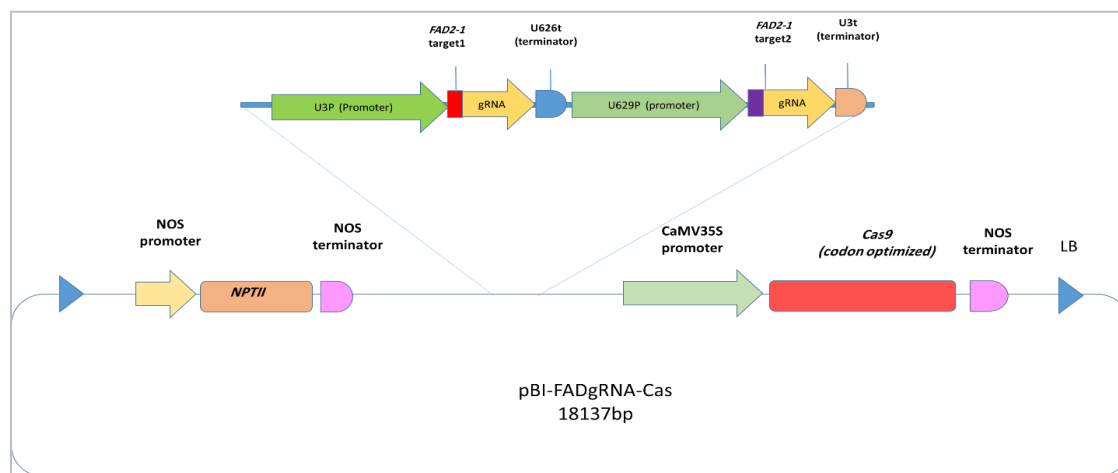 FAD2-1
target1
U626t
(terminator)
FAD2-1
target2
U3t
(terminator)
U3P (Promoter)
gRNA
U629P (promoter)
gRNA
NOS
promoter
NOS
terminator
CaMV35S
promoter
Cas9
(codon optimized)
NOS
terminator
LB
NPTII
pBI-FADgRNA-Cas
18137bp